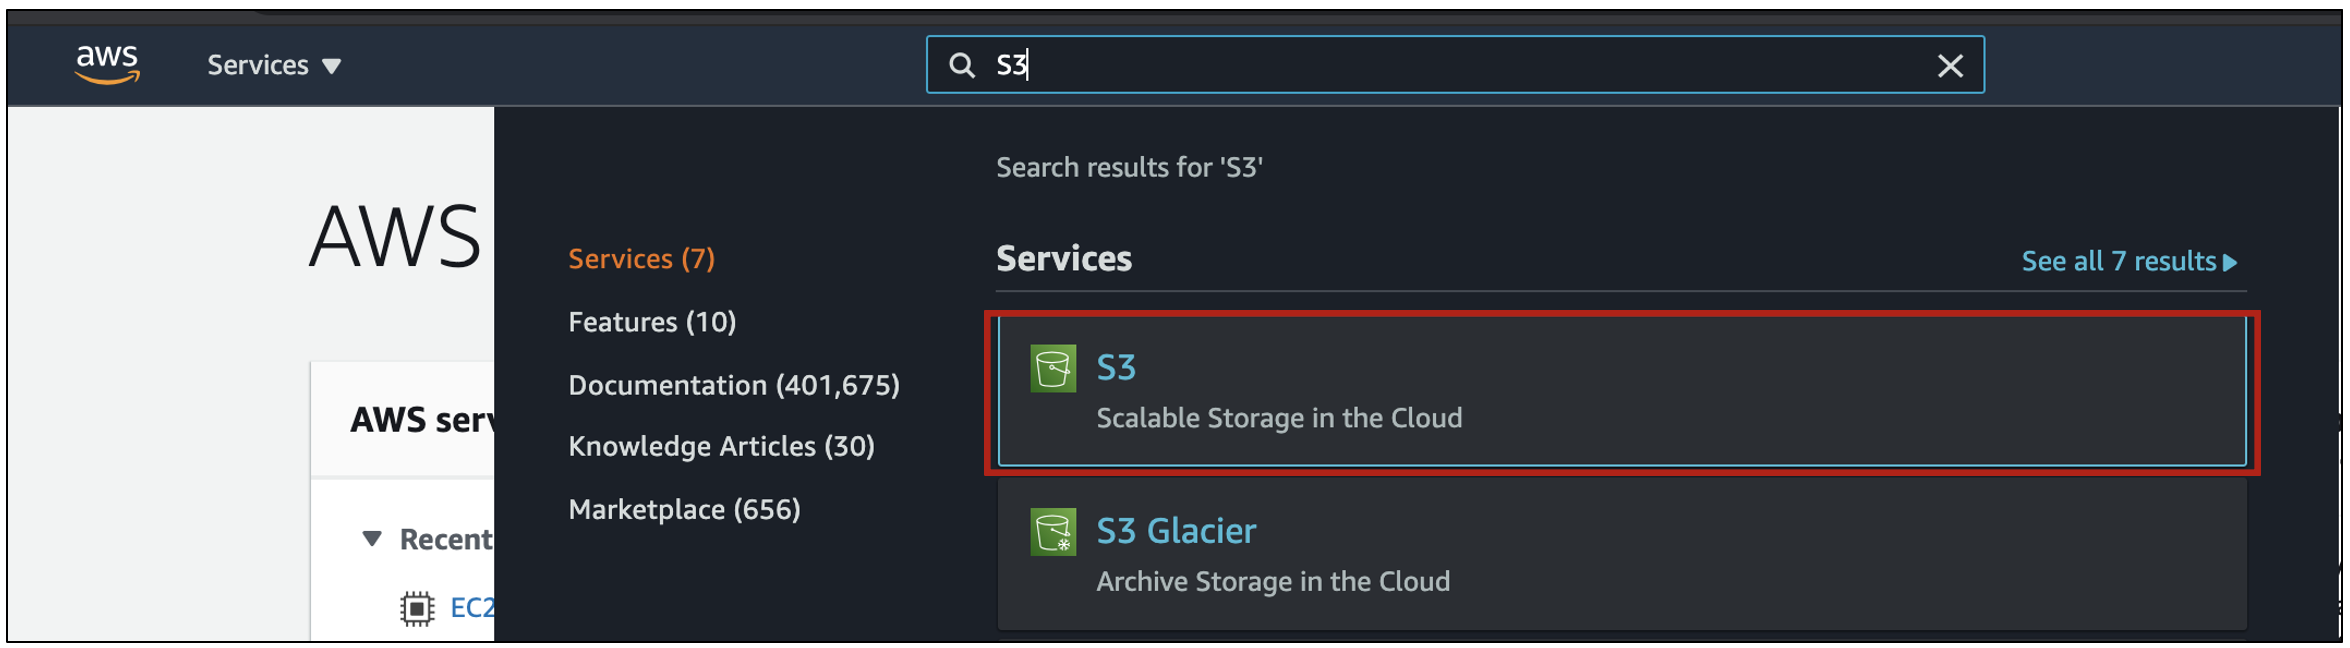 aws
Services
S3
Search results for 'S3'
AWS
Services (7)
Features (10)
Documentation (401,675)
Knowledge Articles (30)
Marketplace (656)
Services
See all 7 results
S3
Scalable Storage in the Cloud
S3 Glacier
Archive Storage in the Cloud
AWS serv
Recent
EC2